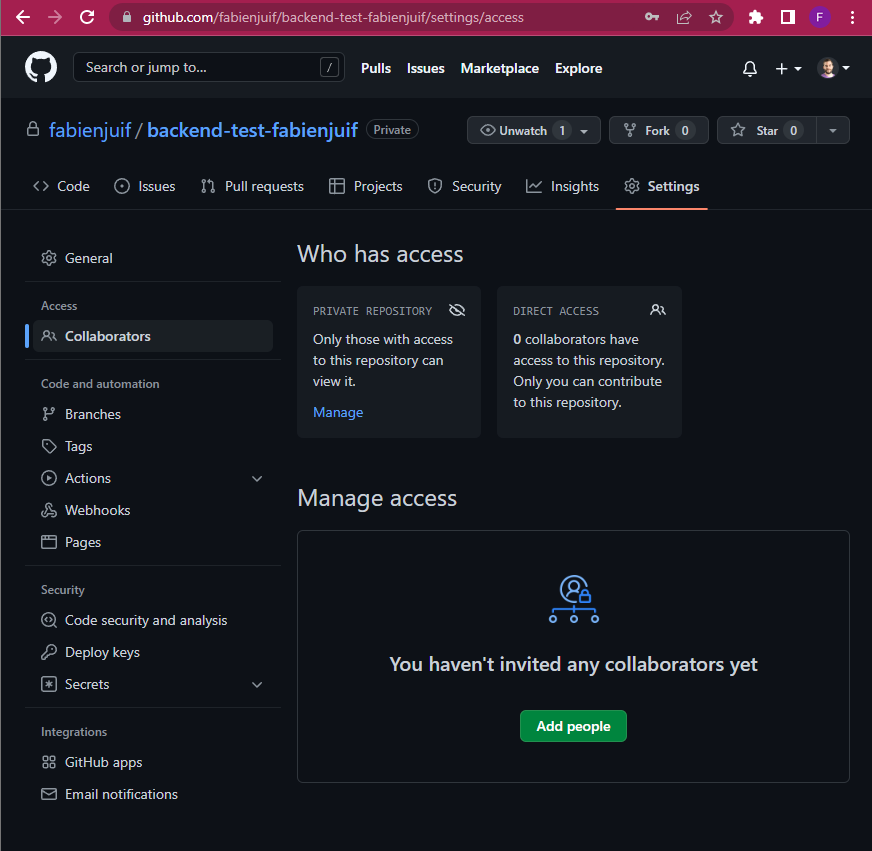 github.com/fabienjuif/backend-test-fabienjuif/settings/access
F
Search or jump to...
/
Pulls Issues Marketplace Explore
fabienjuif / backend-test-fabienjuif Private
Unwatch 1 Fork 0 Star 0
Code Issues Pull requests Projects Security Insights Settings
General
Access
Collaborators
Code and automation
Branches
Tags
Actions
Webhooks
Pages
Security
Code security and analysis
Deploy keys
Secrets
Integrations
GitHub apps
Email notifications
Who has access
PRIVATE REPOSITORY
Only those with access
to this repository can
view it.
Manage
DIRECT ACCESS
0 collaborators have
access to this repository.
Only you can contribute
to this repository.
Manage access
You haven't invited any collaborators yet
Add people